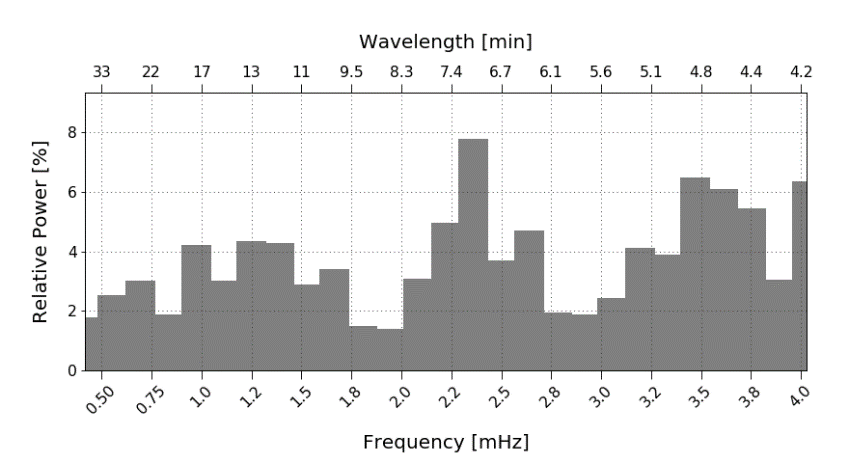 Wavelength [min]
33 22 17 13 11 9.5 8.3 7.4 6.7 6.1 5.6 5.1 4.8 4.4 4.2
Relative Power [%]
8
6
4
2
0
0.50 0.75 1.0 1.2 1.5 1.8 2.0 2.2 2.5 2.8 3.0 3.2 3.5 3.8 4.0
Frequency [mHz]